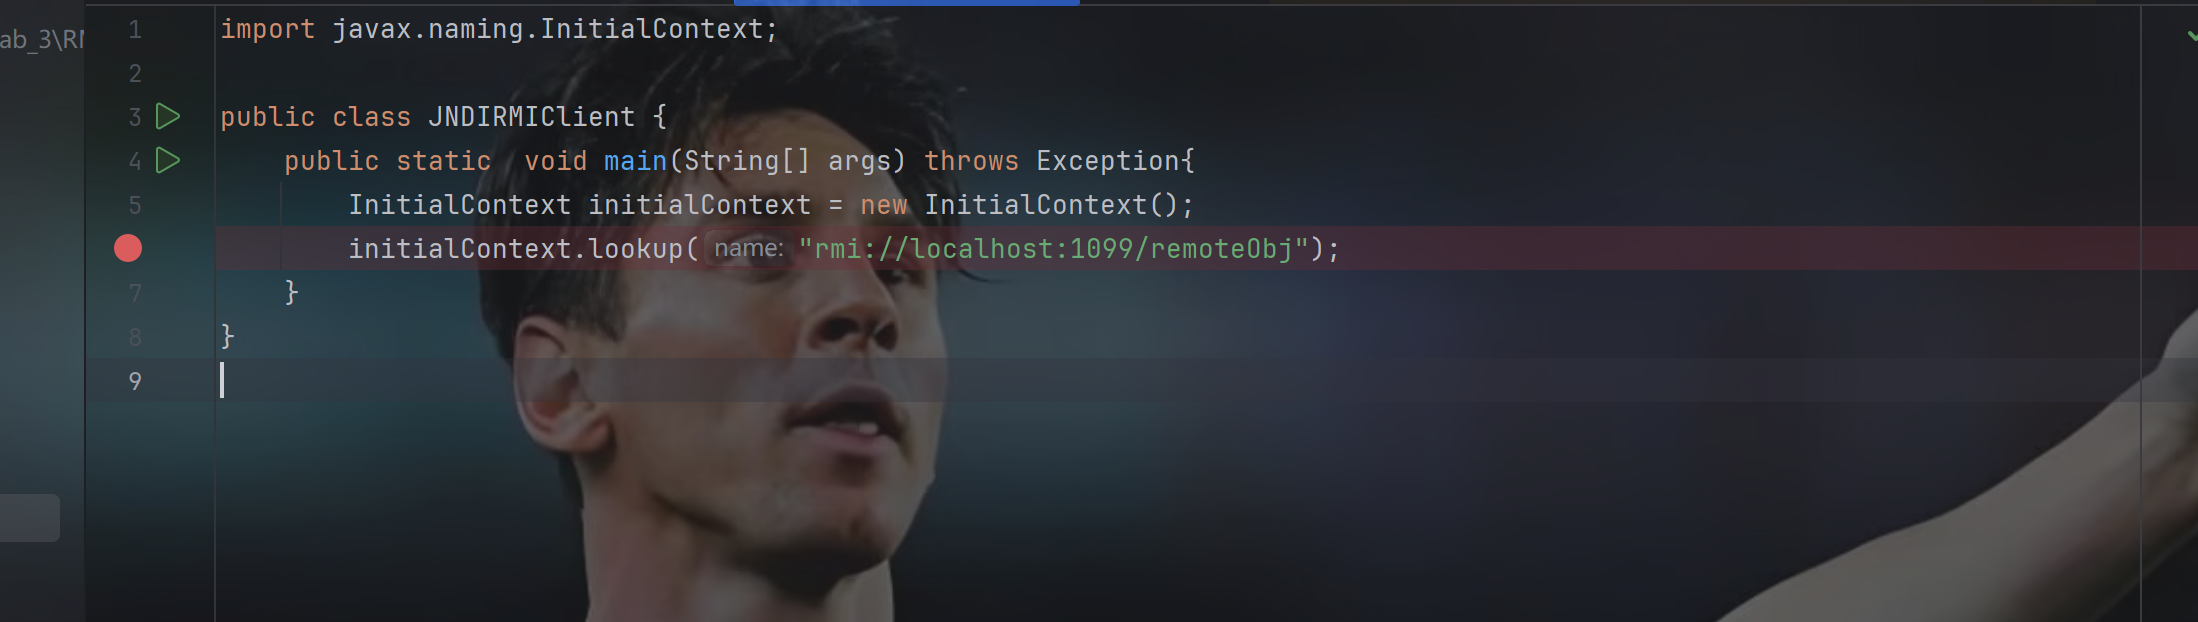 ab_3\RM
1 import javax.naming.InitialContext;
2
3 public class JNDIRMIClient {
4 public static  void main(String[] args) throws Exception{
5 InitialContext initialContext = new InitialContext();
initialContext.lookup( name: "rmi://localhost:1099/remoteObj");
7 }
8 }
9